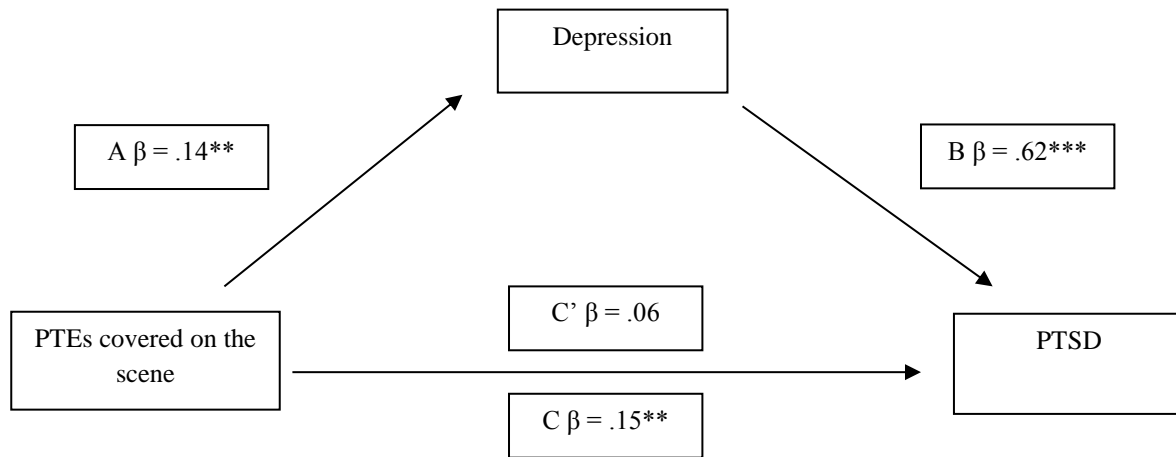 Depression
A β = .14**
B β = .62***
C’ β = .06
PTEs covered on the
scene
PTSD
C β = .15**